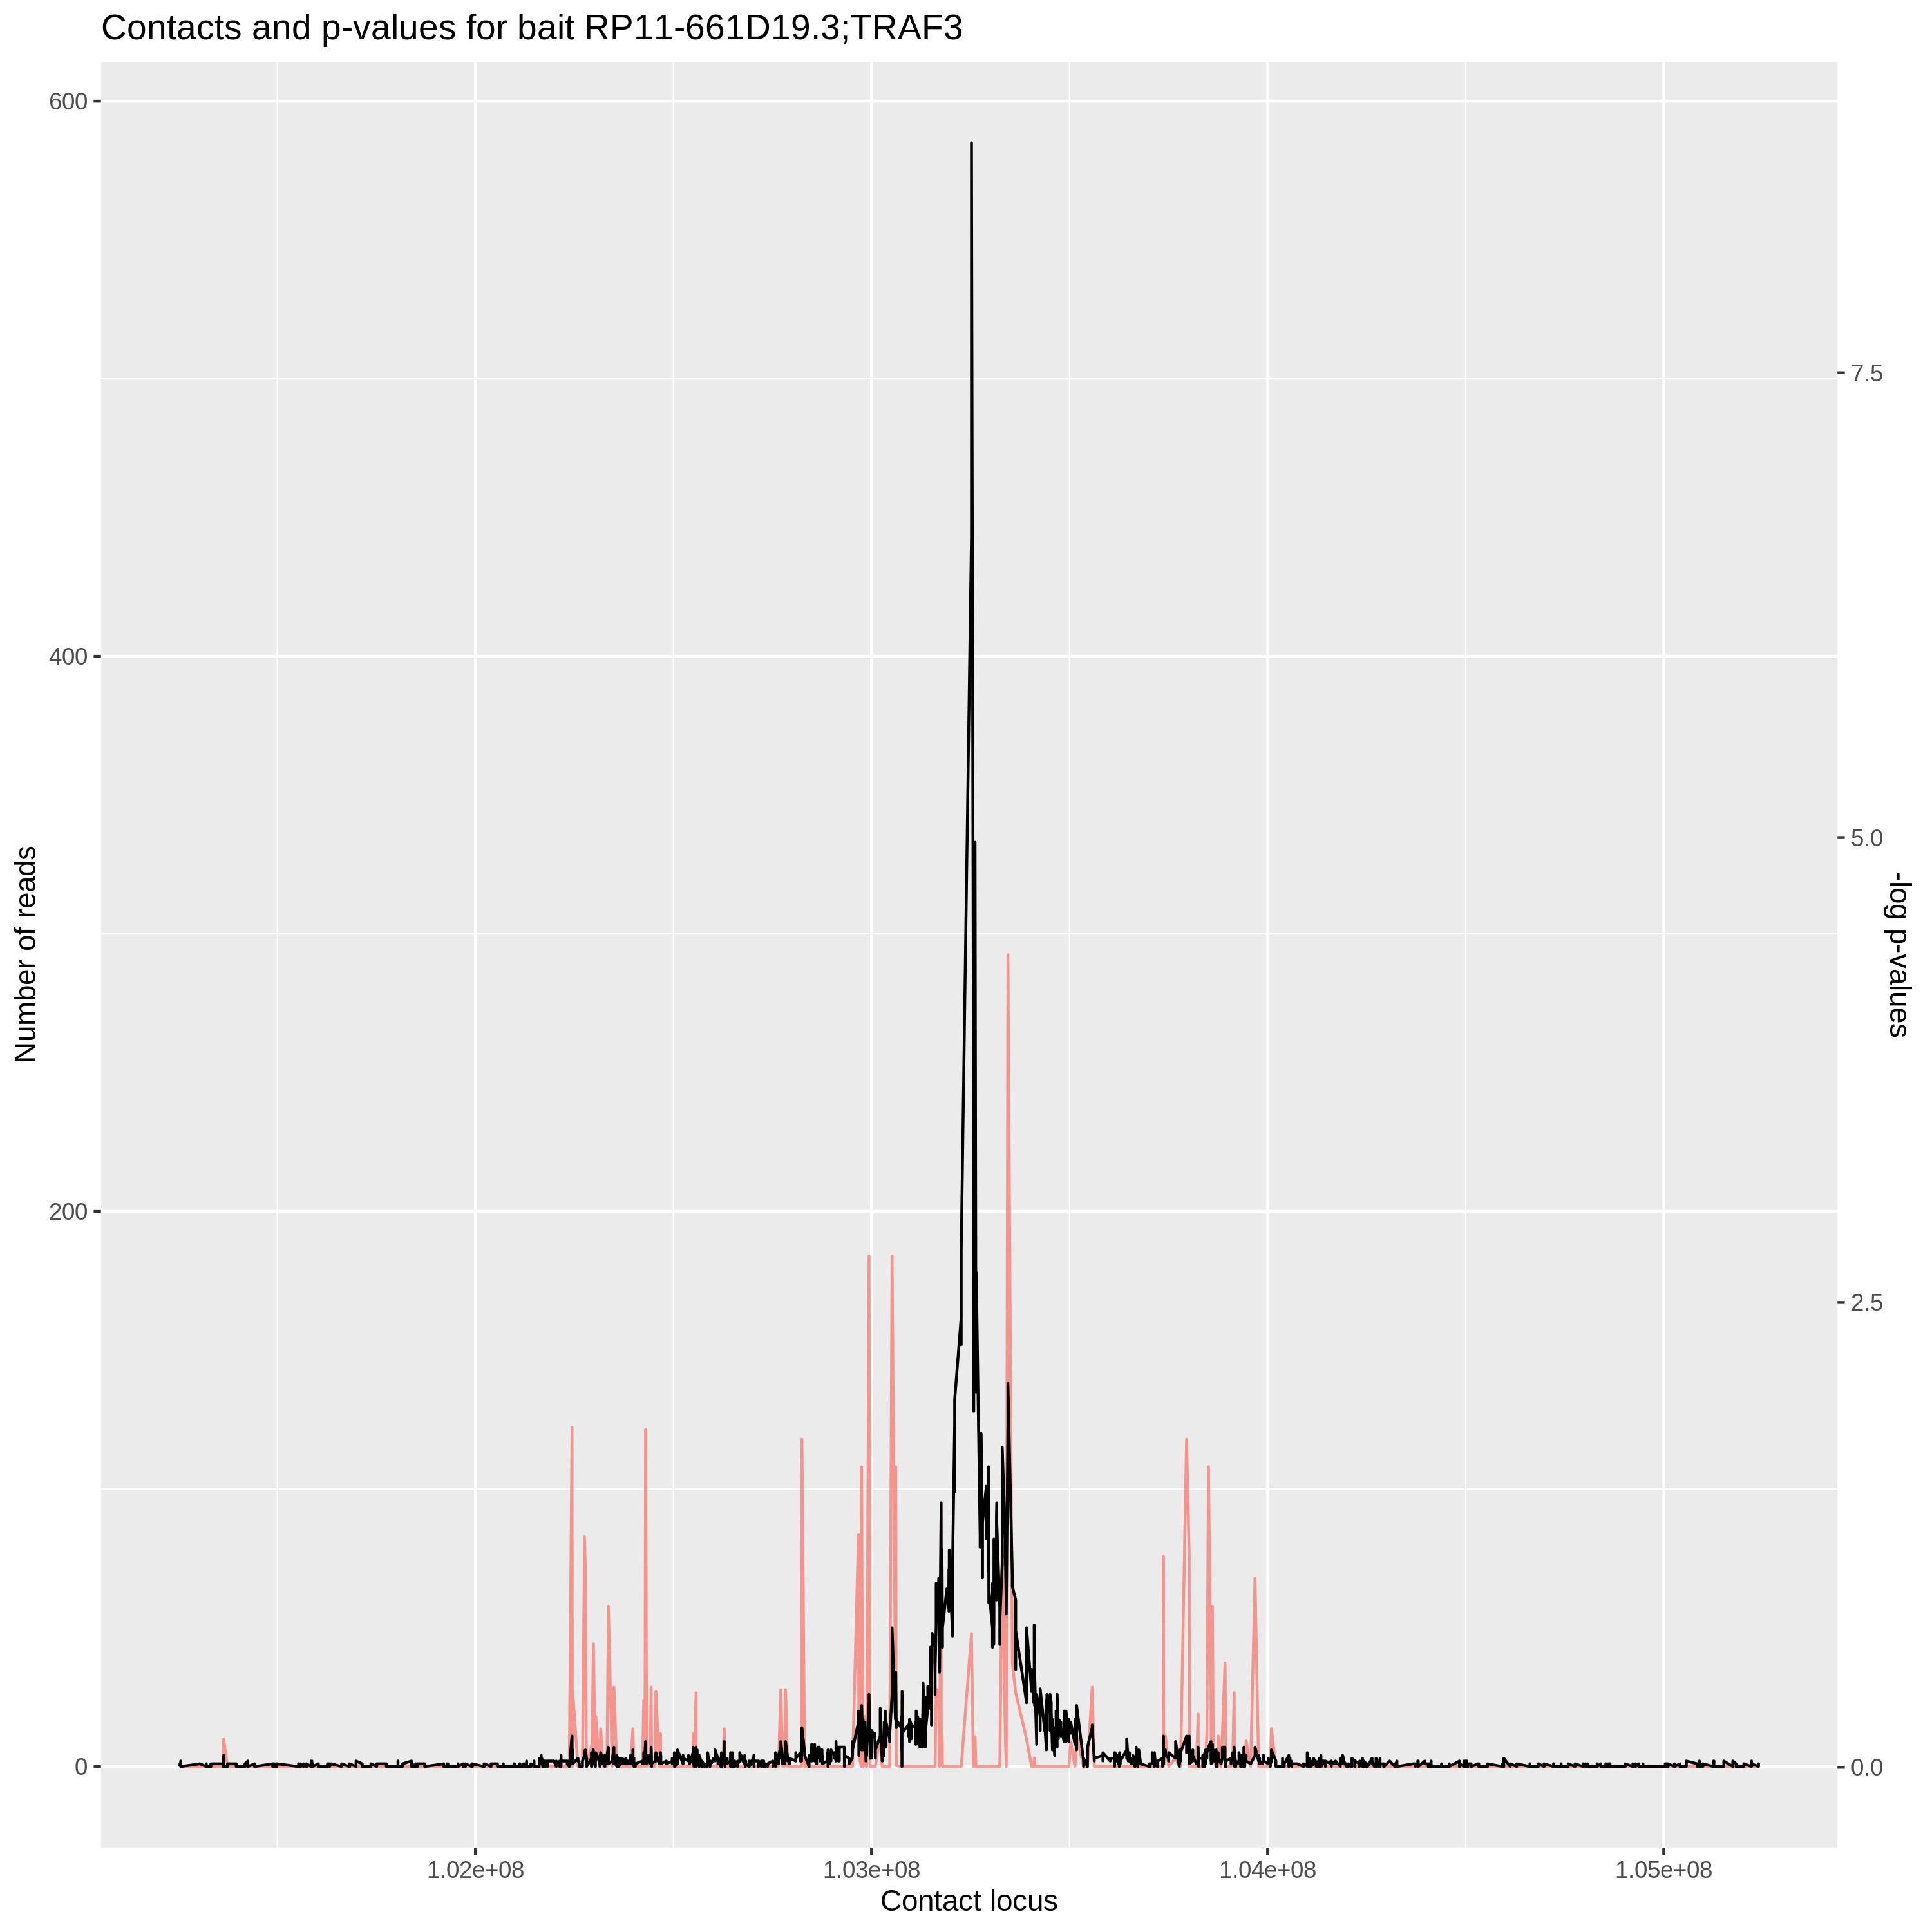 Contacts and p-values for bait RP11-661D19.3;TRAF3
600
400
200
0
Number of reads
7.5
5.0
2.5
0.0
-log p-values
1.02e+08
1.03e+08
1.04e+08
1.05e+08
Contact locus